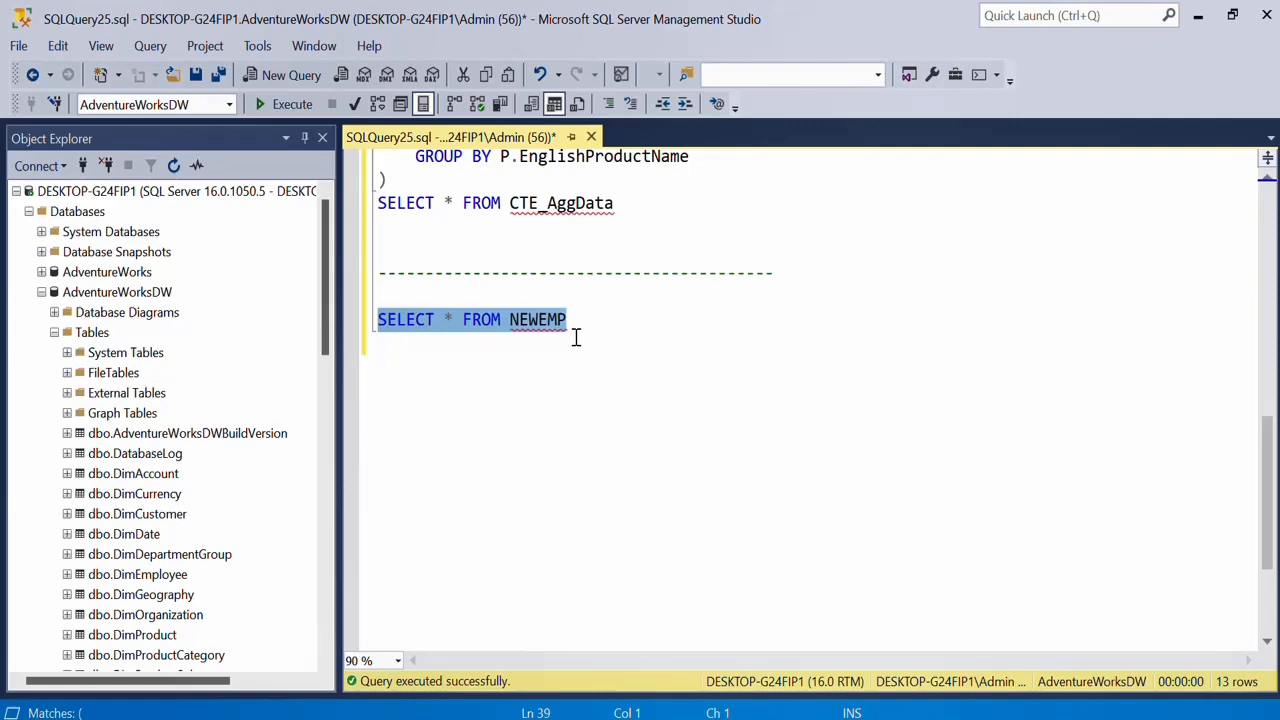 SQLQuery25.sql - DESKTOP-G24FIP1.AdventureWorksDW (DESKTOP-G24FIP1\Admin (56))* - Microsoft SQL Server Management Studio
Quick Launch (Ctrl+Q)
File Edit View Query Project Tools Window Help
New Query MDX DMX XMLA DAX
AdventureWorksDW Execute
Object Explorer
SQLQuery25.sql -...24FIP1\Admin (56))*
Connect
GROUP BY P.EnglishProductName
)
SELECT * FROM CTE_AggData
------------------------------------------
SELECT * FROM NEWEMP
DESKTOP-G24FIP1 (SQL Server 16.0.1050.5 - DESKTC
Databases
System Databases
Database Snapshots
AdventureWorks
AdventureWorksDW
Database Diagrams
Tables
System Tables
FileTables
External Tables
Graph Tables
dbo.AdventureWorksDWBuildVersion
dbo.DatabaseLog
dbo.DimAccount
dbo.DimCurrency
dbo.DimCustomer
dbo.DimDate
dbo.DimDepartmentGroup
dbo.DimEmployee
dbo.DimGeography
dbo.DimOrganization
dbo.DimProduct
dbo.DimProductCategory
90 %
Query executed successfully. DESKTOP-G24FIP1 (16.0 RTM) DESKTOP-G24FIP1\Admin ... AdventureWorksDW 00:00:00 13 rows
Matches: ( Ln 39 Col 1 Ch 1 INS